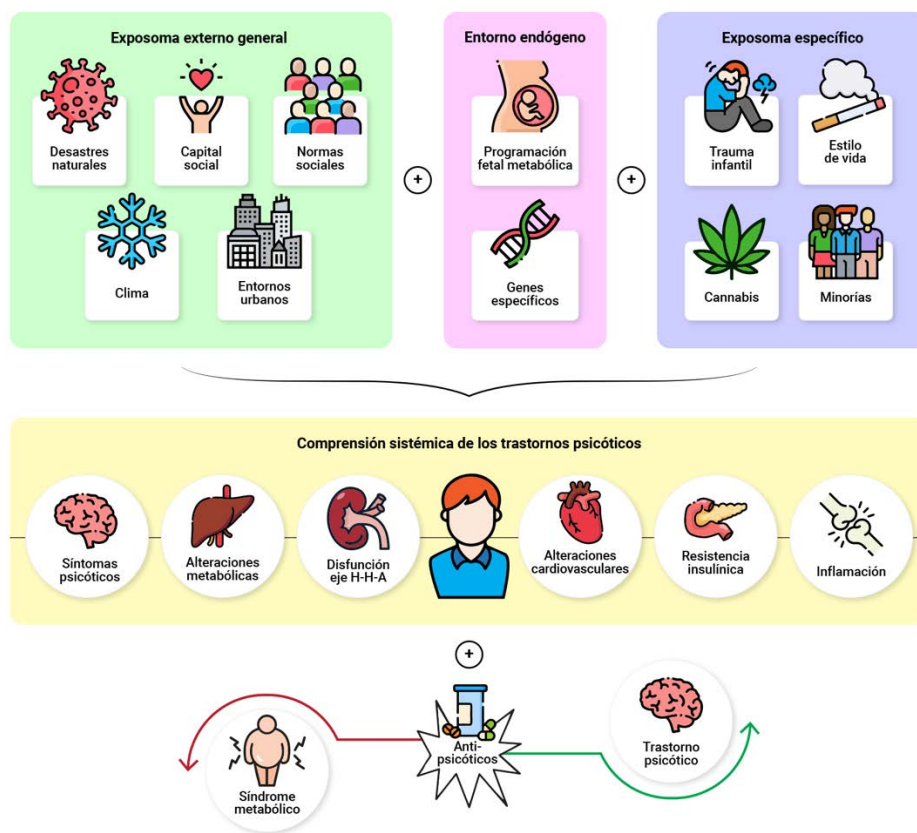 Exposoma externo general
Desastres
naturales
Capital
social
Normas
sociales
Clima
Entornos
urbanos
+
Entorno endógeno
Programación
fetal metabólica
Genes
específicos
+
Exposoma específico
Trauma
infantil
Estilo
de vida
Cannabis
Minorías
Comprensión sistémica de los trastornos psicóticos
Síntomas
psicóticos
Alteraciones
metabólicas
Disfunción
eje H-H-A
Alteraciones
cardiovasculares
Resistencia
insulínica
Inflamación
+
Síndrome
metabólico
Anti-
psicóticos
Trastorno
psicótico